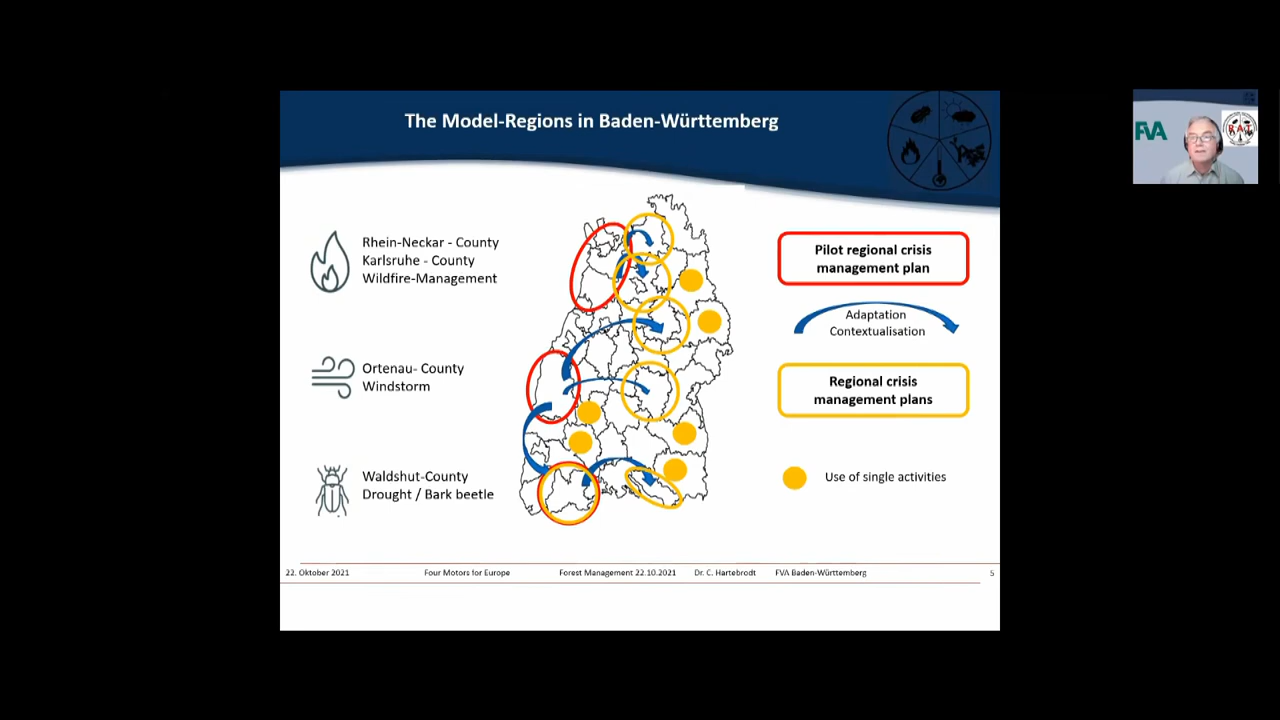 The Model-Regions in Baden-Württemberg
FVA
Rhein-Neckar - County
Karlsruhe - County
Wildfire-Management
Pilot regional crisis
management plan
Adaptation
Contextualisation
Ortenau- County
Windstorm
Regional crisis
management plans
Waldshut-County
Drought / Bark beetle
Use of single activities
22. Oktober 2021 Four Motors for Europe Forest Management 22.10.2021 Dr. C. Hartebrodt FVA Baden-Württemberg 5